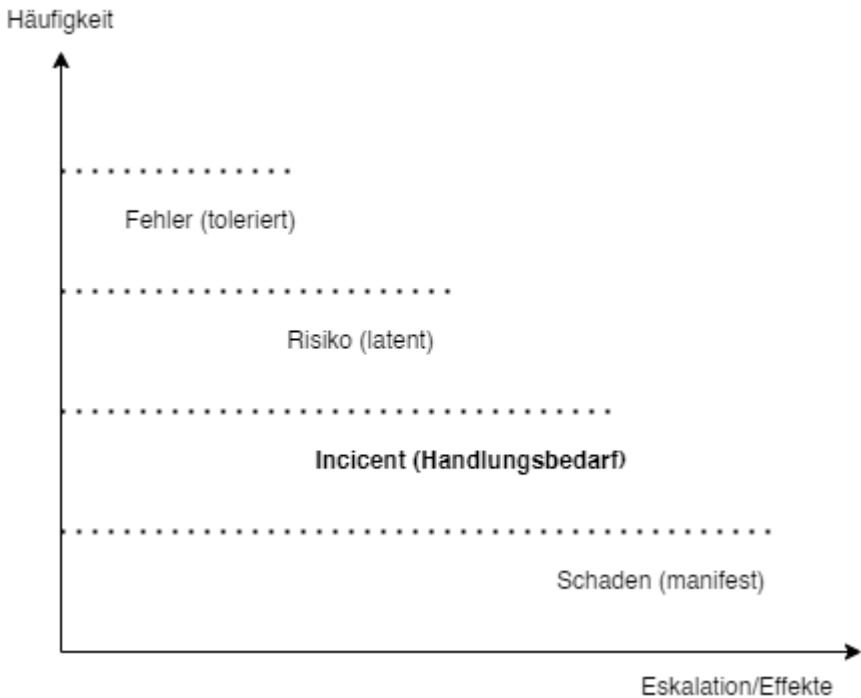 Häufigkeit
Fehler (toleriert)
Risiko (latent)
Incicent (Handlungsbedarf)
Schaden (manifest)
Eskalation/Effekte